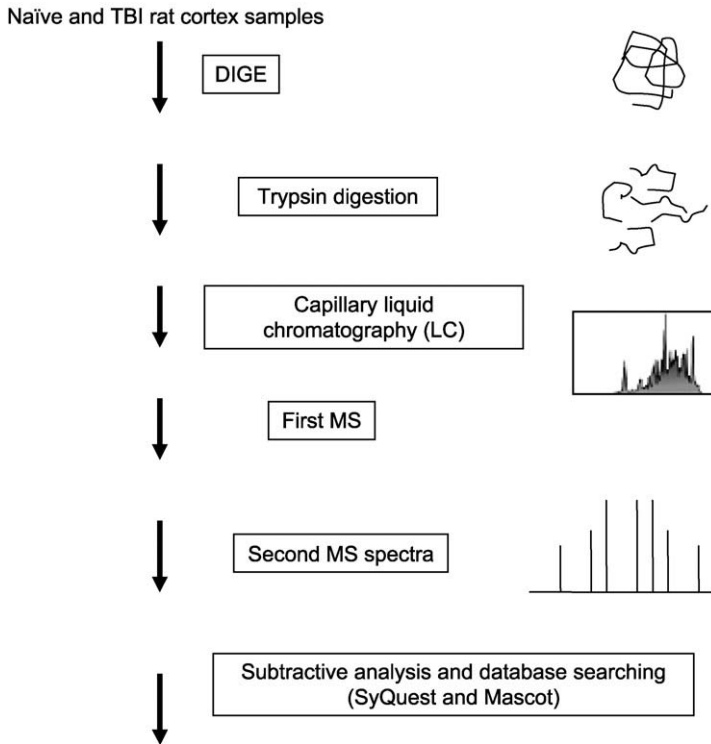 Naïve and TBI rat cortex samples
DIGE
Trypsin digestion
Capillary liquid
chromatography (LC)
First MS
Second MS spectra
Subtractive analysis and database searching
(SyQuest and Mascot)